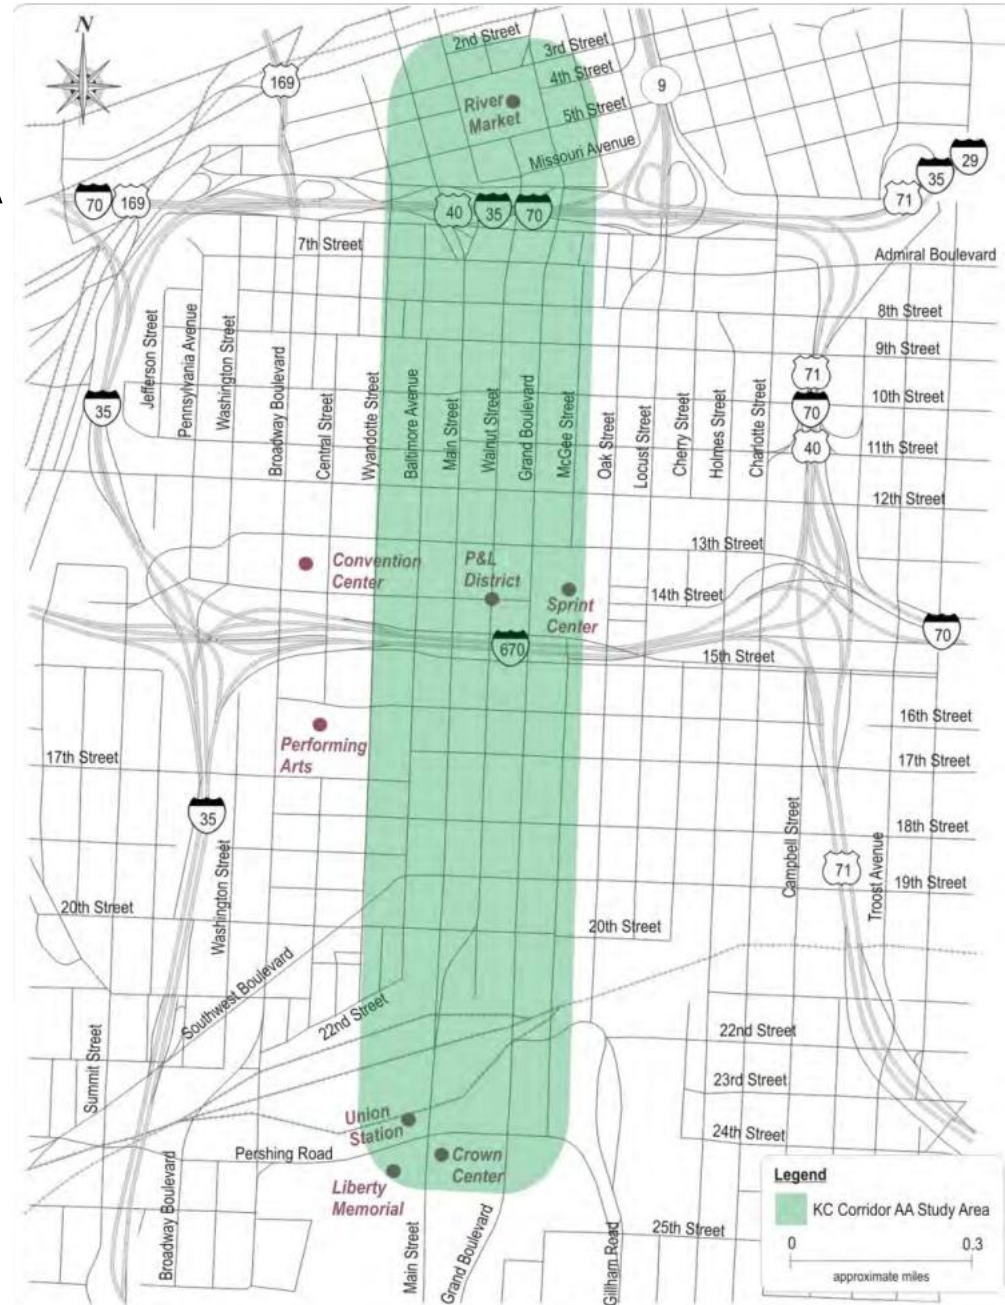 N
2nd Street
3rd Street
4th Street
5th Street
169
9
River
Market
Missouri Avenue
29
35
71
70
169
40
35
70
7th Street
Admiral Boulevard
8th Street
9th Street
10th Street
11th Street
12th Street
71
70
40
35
Jefferson Street
Pennsylvania Avenue
Washington Street
Broadway Boulevard
Central Street
Wyandotte Street
Baltimore Avenue
Main Street
Walnut Street
Grand Boulevard
McGee Street
Oak Street
Locust Street
Cherry Street
Holmes Street
Charlotte Street
13th Street
Convention
Center
P&L
District
14th Street
Sprint
Center
70
670
15th Street
16th Street
Performing
Arts
17th Street
17th Street
35
18th Street
Campbell Street
71
Troost Avenue
19th Street
Washington Street
20th Street
20th Street
Southwest Boulevard
22nd Street
22nd Street
Summit Street
23rd Street
24th Street
Union
Station
Pershing Road
Crown
Center
Liberty
Memorial
Broadway Boulevard
Main Street
Grand Boulevard
Gillham Road
25th Street
Legend
KC Corridor AA Study Area
0
0.3
approximate miles